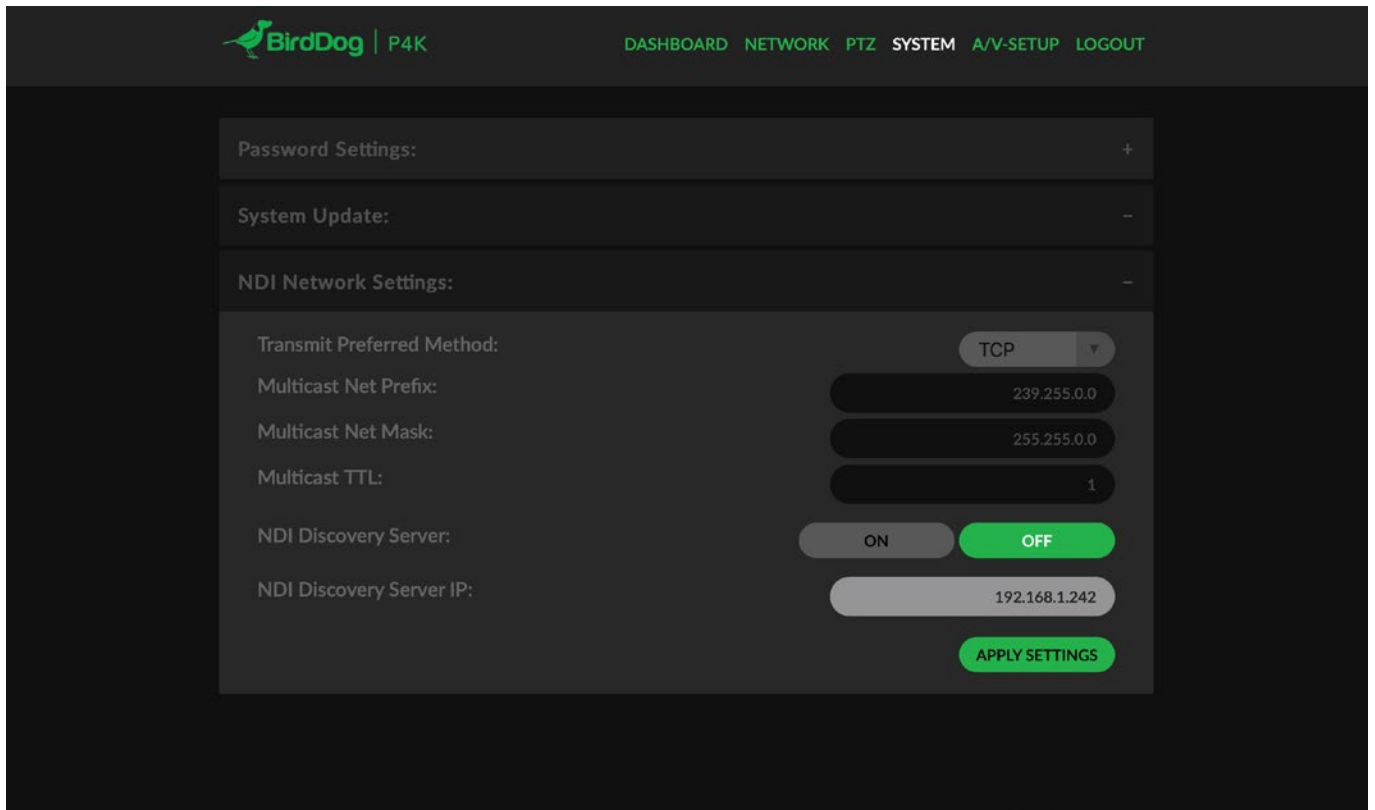 BirdDog | P4K
DASHBOARD NETWORK PTZ SYSTEM A/V-SETUP LOGOUT
Password Settings: +
System Update: –
NDI Network Settings: –
Transmit Preferred Method: TCP ▼
Multicast Net Prefix: 239.255.0.0
Multicast Net Mask: 255.255.0.0
Multicast TTL: 1
NDI Discovery Server: ON OFF
NDI Discovery Server IP: 192.168.1.242
APPLY SETTINGS